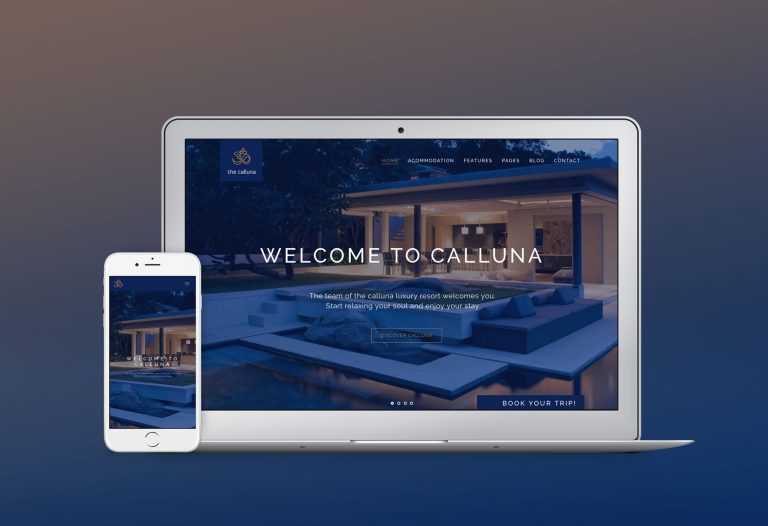 the calluna
HOME ACOMMODATION FEATURES PAGES BLOG CONTACT
WELCOME TO CALLUNA
The team of the calluna luxury resort welcomes you.
Start relaxing your soul and enjoy your stay.
DISCOVER CALLUNA
BOOK YOUR TRIP!
WELCOME TO
CALLUNA